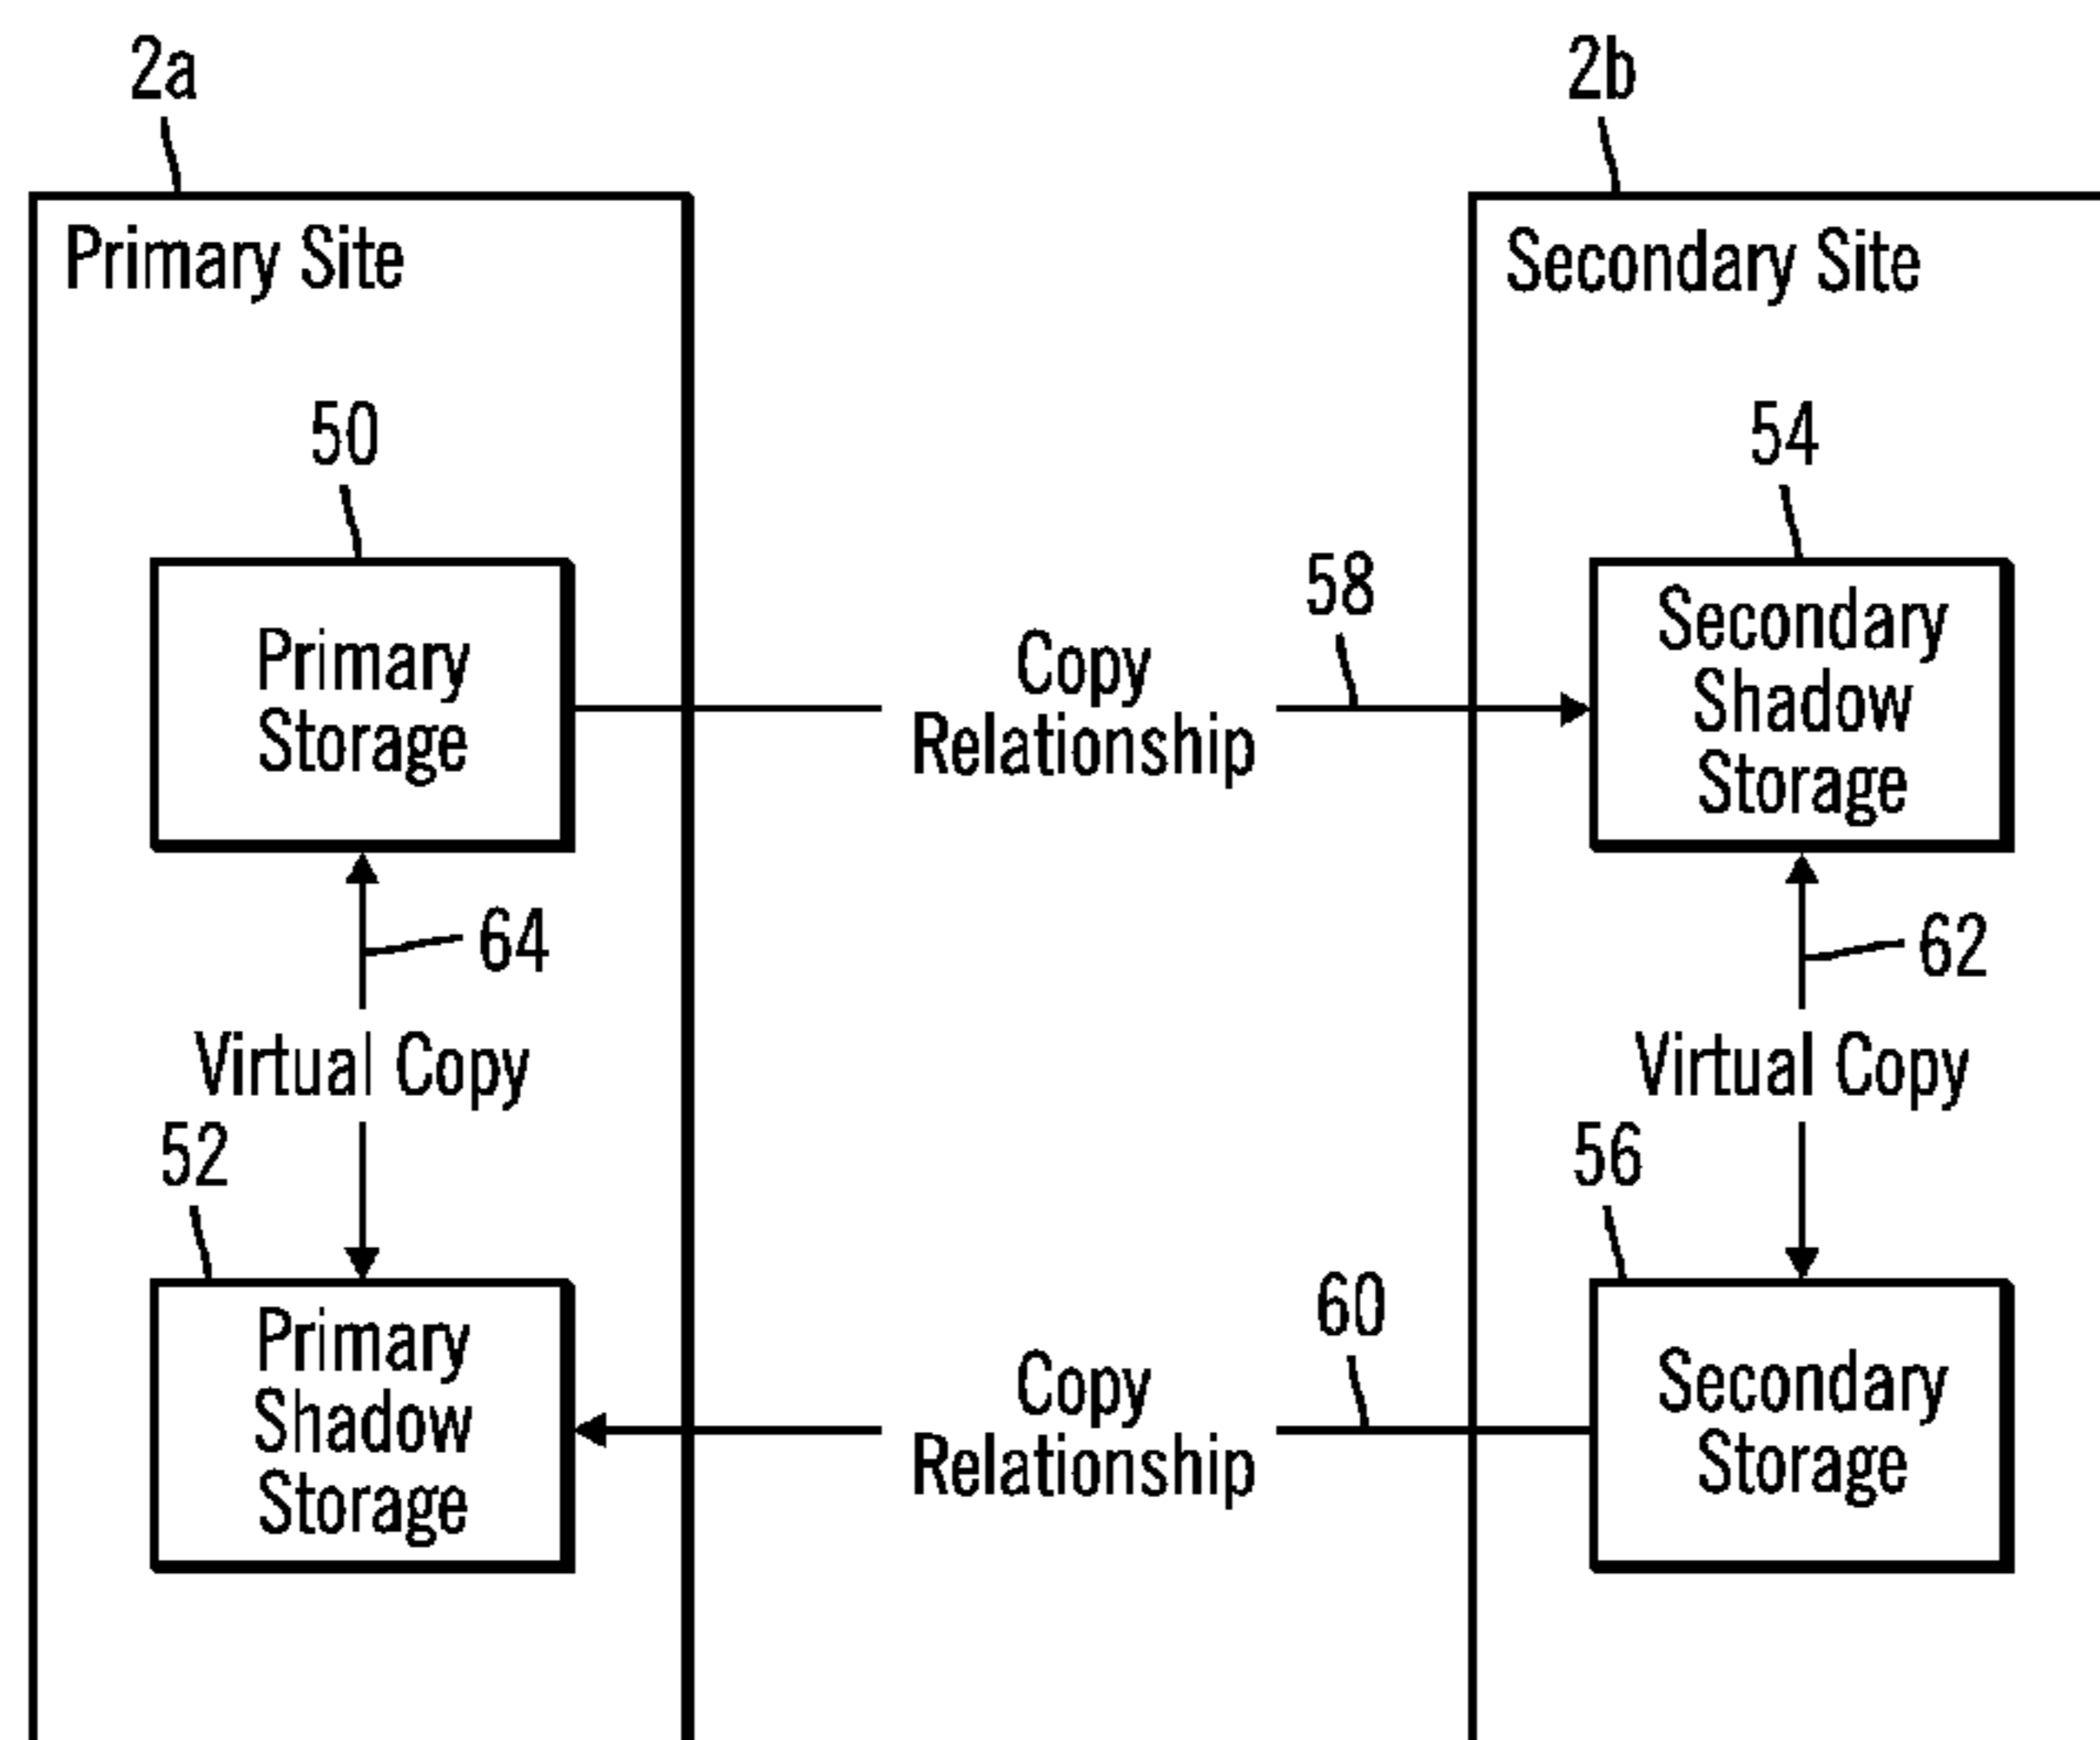 2a
2b
Primary Site
Secondary Site
50
54
58
Primary
Storage
Copy
Relationship
Secondary
Shadow
Storage
64
62
Virtual Copy
Virtual Copy
52
56
60
Primary
Shadow
Storage
Copy
Relationship
Secondary
Storage